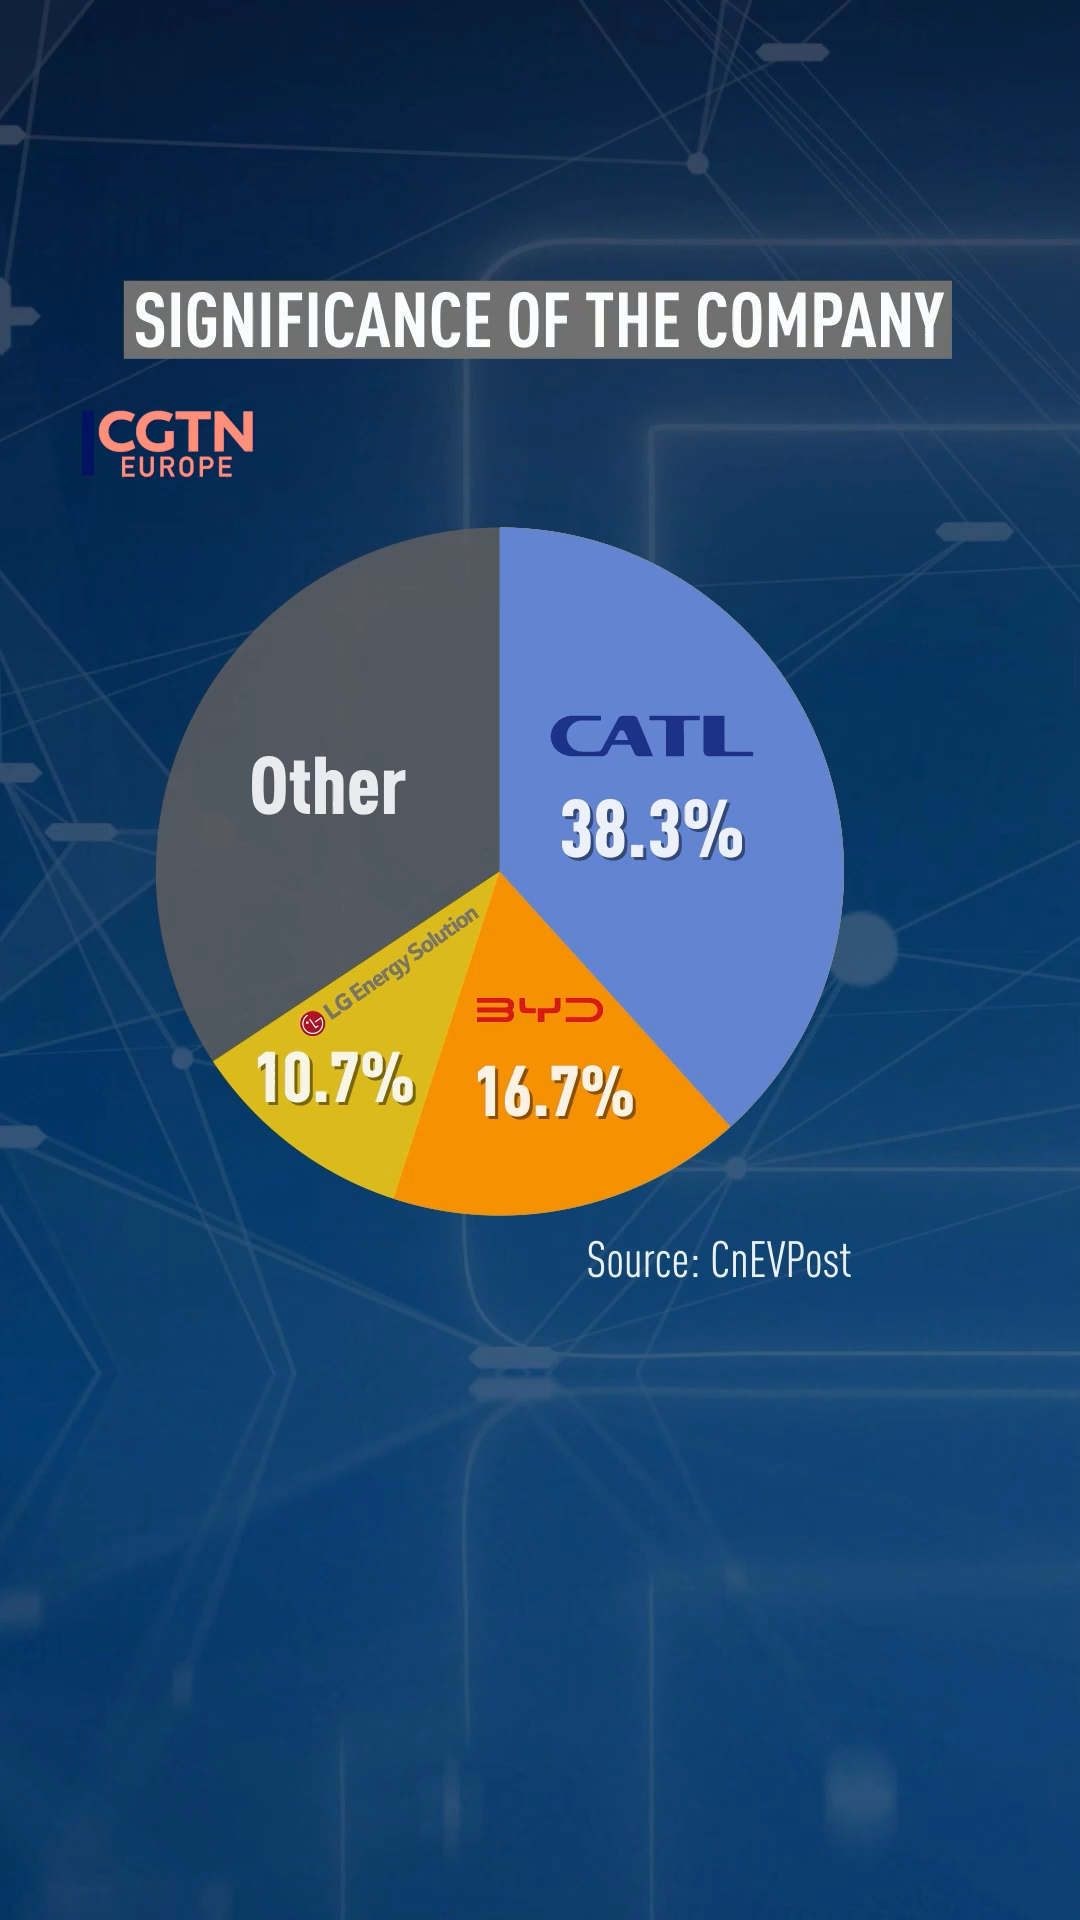 SIGNIFICANCE OF THE COMPANY
CGTN
EUROPE
CATL
38.3%
Other
LG Energy Solution
10.7%
BYD
16.7%
Source: CnEVPost